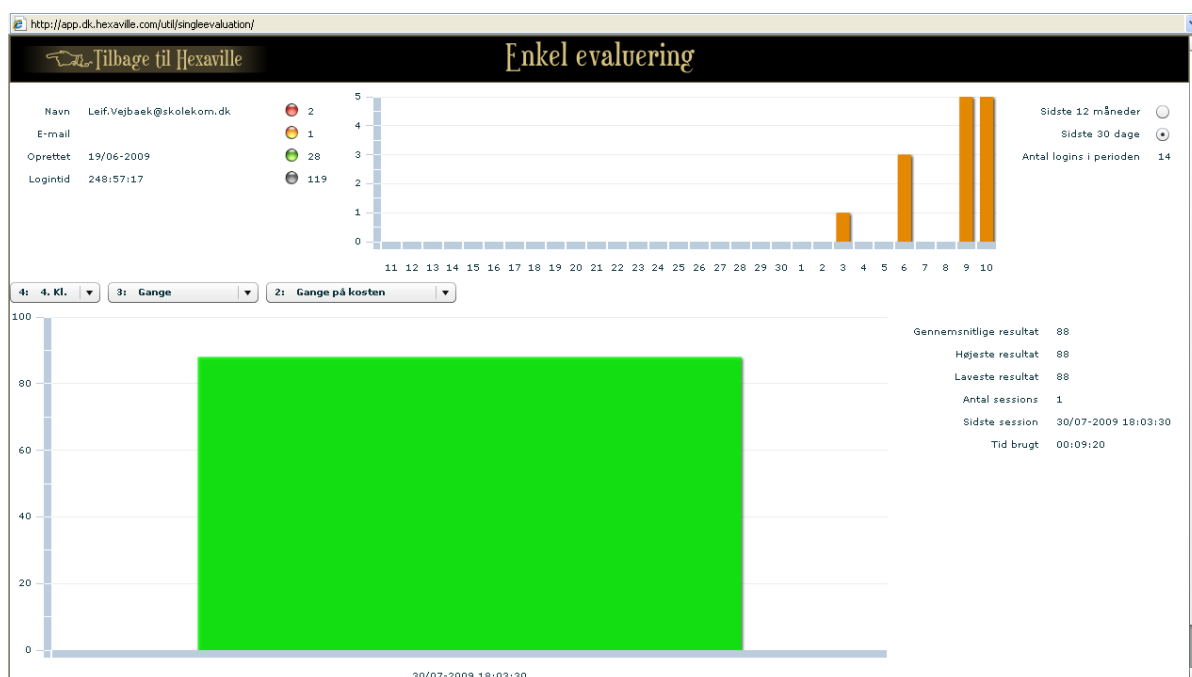 http://app.dk.hexaville.com/util/singleevaluation/
Tilbage til Hexaville
Enkel evaluering
Navn Leif.Vejbaek@skolekom.dk
E-mail
Oprettet 19/06-2009
Logintid 248:57:17
2
1
28
119
5
4
3
2
1
0
11 12 13 14 15 16 17 18 19 20 21 22 23 24 25 26 27 28 29 30 1 2 3 4 5 6 7 8 9 10
Sidste 12 måneder
Sidste 30 dage
Antal logins i perioden 14
4: 4. Kl. 3: Gange 2: Gange på kosten
100
80
60
40
20
0
30/07-2009 18:03:30
Gennemsnitlige resultat 88
Højeste resultat 88
Laveste resultat 88
Antal sessions 1
Sidste session 30/07-2009 18:03:30
Tid brugt 00:09:20